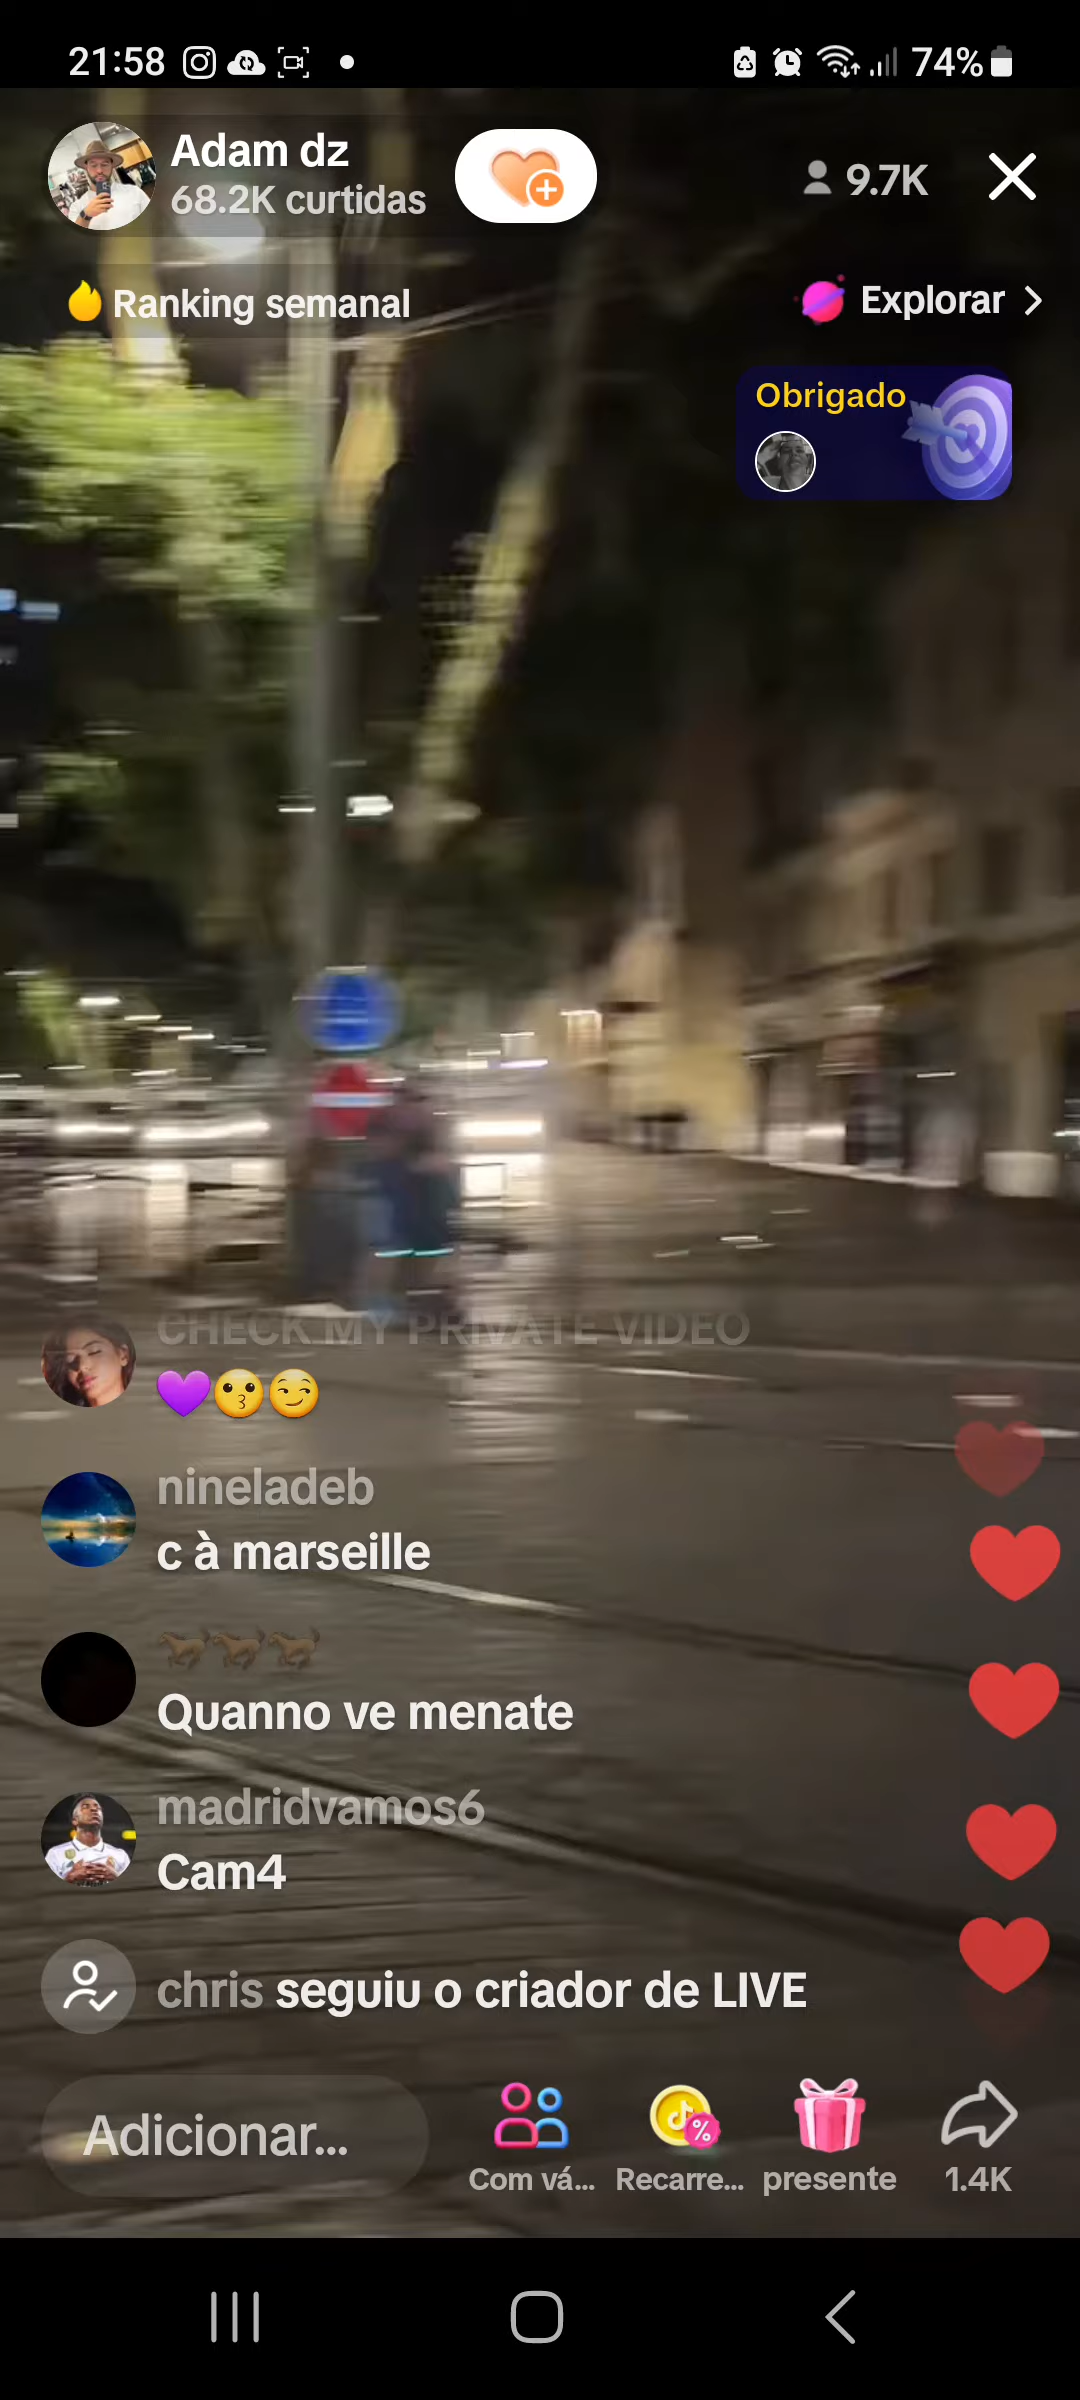 21:58
74%
Adam dz
68.2K curtidas
9.7K
Ranking semanal
Explorar
Obrigado
CHECK MY PRIVATE VIDEO
💜😗😏
nineladeb
c à marseille
🐎🐎🐎
Quanno ve menate
madridvamos6
Cam4
chris seguiu o criador de LIVE
Adicionar...
Com vá...
Recarre...
presente
1.4K